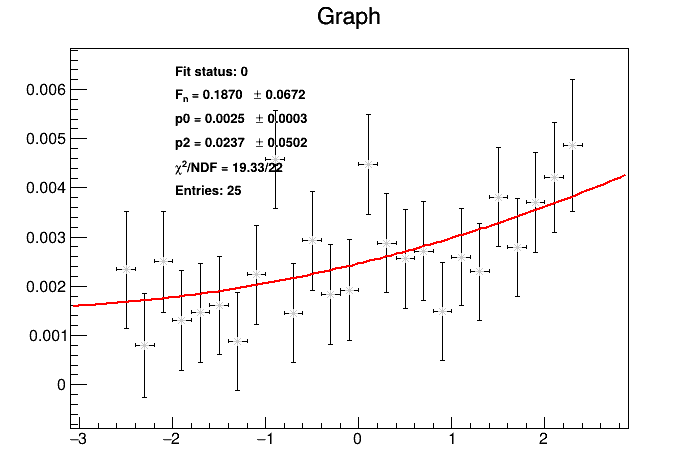 Graph
Fit status: 0
Fn = 0.1870 ± 0.0672
p0 = 0.0025 ± 0.0003
p2 = 0.0237 ± 0.0502
χ²/NDF = 19.33/22
Entries: 25
0.006
0.005
0.004
0.003
0.002
0.001
0
−3 −2 −1 0 1 2